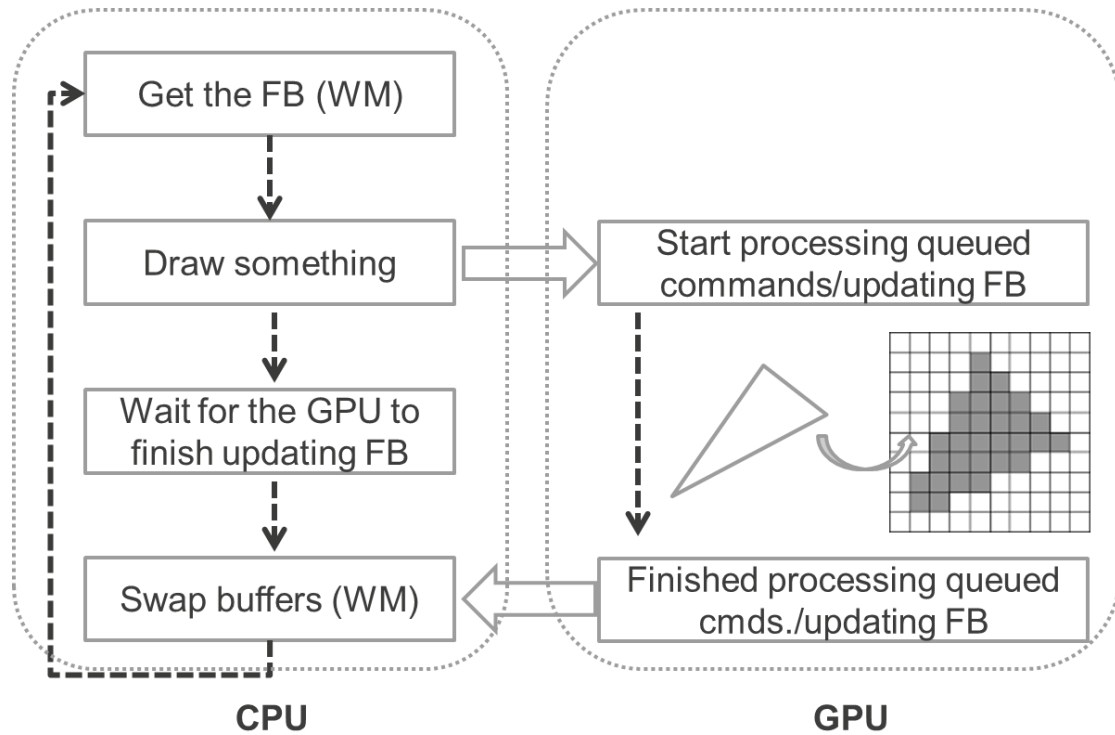 Get the FB (WM)
Draw something
Wait for the GPU to
finish updating FB
Swap buffers (WM)
CPU
Start processing queued
commands/updating FB
Finished processing queued
cmds./updating FB
GPU